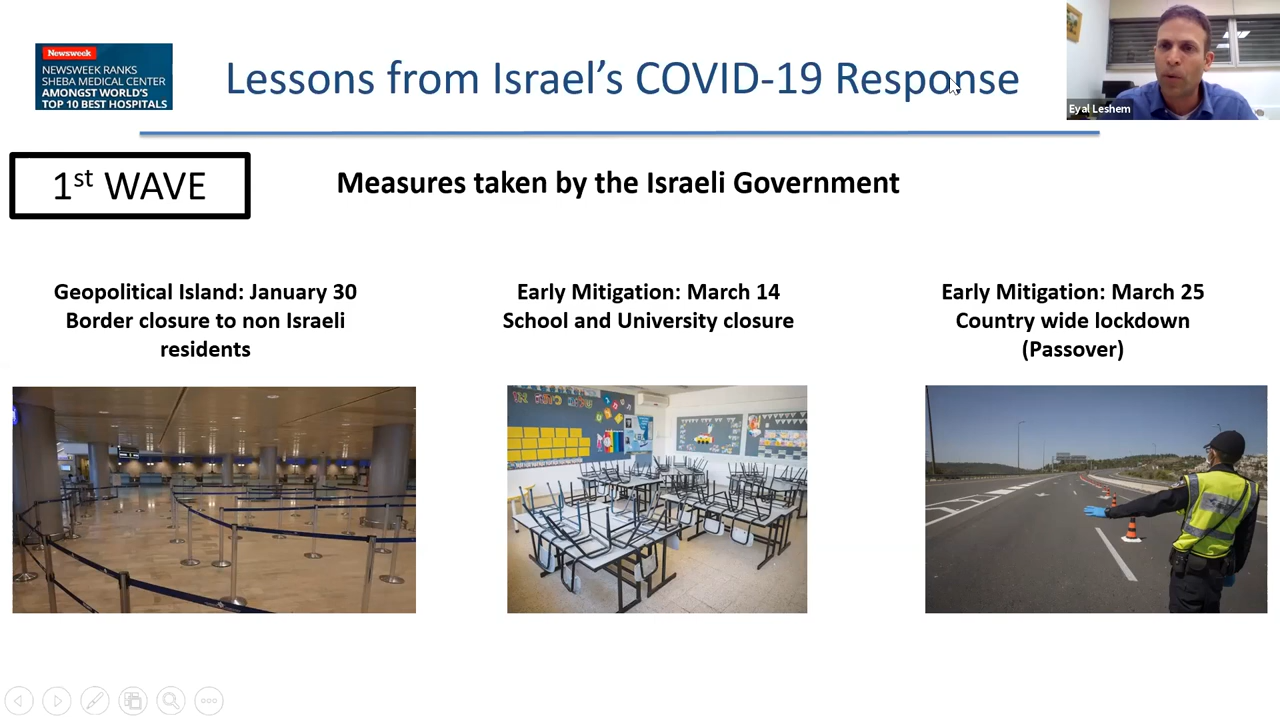 Newsweek
NEWSWEEK RANKS
SHEBA MEDICAL CENTER
AMONGST WORLD'S
TOP 10 BEST HOSPITALS
Lessons from Israel's COVID-19 Response
Eyal Leshem
1st WAVE
Measures taken by the Israeli Government
Geopolitical Island: January 30
Border closure to non Israeli
residents
Early Mitigation: March 14
School and University closure
Early Mitigation: March 25
Country wide lockdown
(Passover)